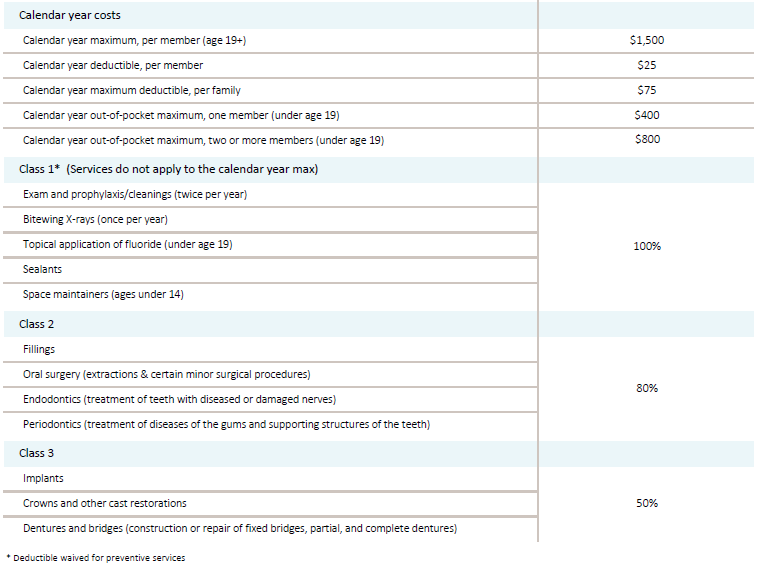 Calendar year costs
Calendar year maximum, per member (age 19+) $1,500
Calendar year deductible, per member $25
Calendar year maximum deductible, per family $75
Calendar year out-of-pocket maximum, one member (under age 19) $400
Calendar year out-of-pocket maximum, two or more members (under age 19) $800
Class 1* (Services do not apply to the calendar year max)
Exam and prophylaxis/cleanings (twice per year)
Bitewing X-rays (once per year)
Topical application of fluoride (under age 19)
100%
Sealants
Space maintainers (ages under 14)
Class 2
Fillings
Oral surgery (extractions & certain minor surgical procedures)
80%
Endodontics (treatment of teeth with diseased or damaged nerves)
Periodontics (treatment of diseases of the gums and supporting structures of the teeth)
Class 3
Implants
Crowns and other cast restorations 50%
Dentures and bridges (construction or repair of fixed bridges, partial, and complete dentures)
* Deductible waived for preventive services